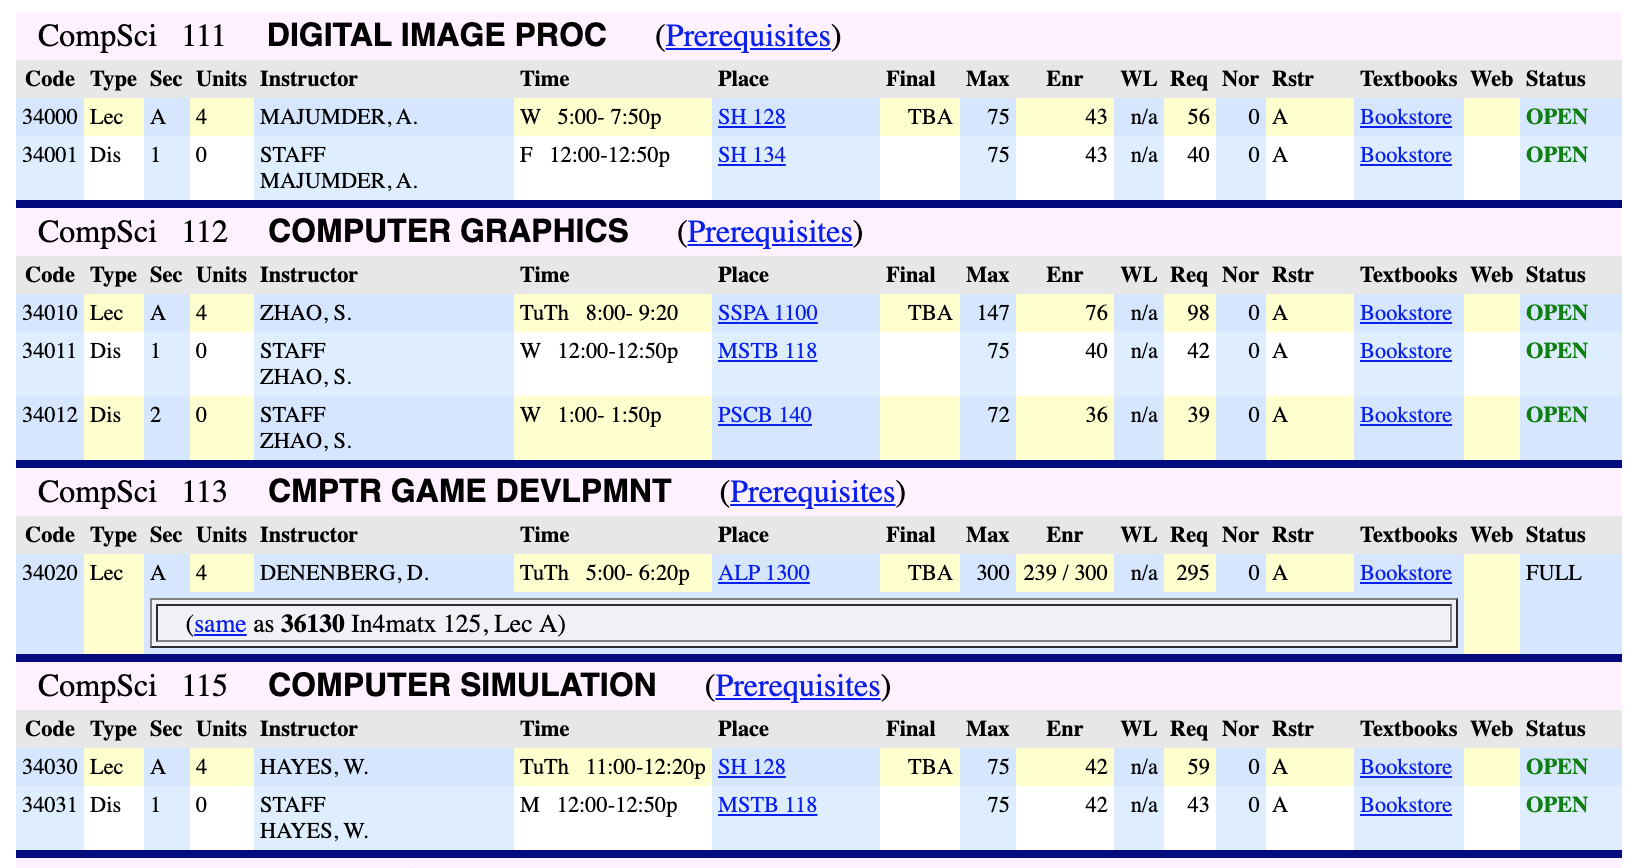 CompSci 111 DIGITAL IMAGE PROC (Prerequisites)
Code Type Sec Units Instructor Time Place Final Max Enr WL Req Nor Rstr Textbooks Web Status
34000 Lec A 4 MAJUMDER, A. W 5:00- 7:50p SH 128 TBA 75 43 n/a 56 0 A Bookstore OPEN
34001 Dis 1 0 STAFF F 12:00-12:50p SH 134 75 43 n/a 40 0 A Bookstore OPEN
MAJUMDER, A.
CompSci 112 COMPUTER GRAPHICS (Prerequisites)
Code Type Sec Units Instructor Time Place Final Max Enr WL Req Nor Rstr Textbooks Web Status
34010 Lec A 4 ZHAO, S. TuTh 8:00- 9:20 SSPA 1100 TBA 147 76 n/a 98 0 A Bookstore OPEN
34011 Dis 1 0 STAFF W 12:00-12:50p MSTB 118 75 40 n/a 42 0 A Bookstore OPEN
ZHAO, S.
34012 Dis 2 0 STAFF W 1:00- 1:50p PSCB 140 72 36 n/a 39 0 A Bookstore OPEN
ZHAO, S.
CompSci 113 CMPTR GAME DEVLPMNT (Prerequisites)
Code Type Sec Units Instructor Time Place Final Max Enr WL Req Nor Rstr Textbooks Web Status
34020 Lec A 4 DENENBERG, D. TuTh 5:00- 6:20p ALP 1300 TBA 300 239 / 300 n/a 295 0 A Bookstore FULL
(same as 36130 In4matx 125, Lec A)
CompSci 115 COMPUTER SIMULATION (Prerequisites)
Code Type Sec Units Instructor Time Place Final Max Enr WL Req Nor Rstr Textbooks Web Status
34030 Lec A 4 HAYES, W. TuTh 11:00-12:20p SH 128 TBA 75 42 n/a 59 0 A Bookstore OPEN
34031 Dis 1 0 STAFF M 12:00-12:50p MSTB 118 75 42 n/a 43 0 A Bookstore OPEN
HAYES, W.